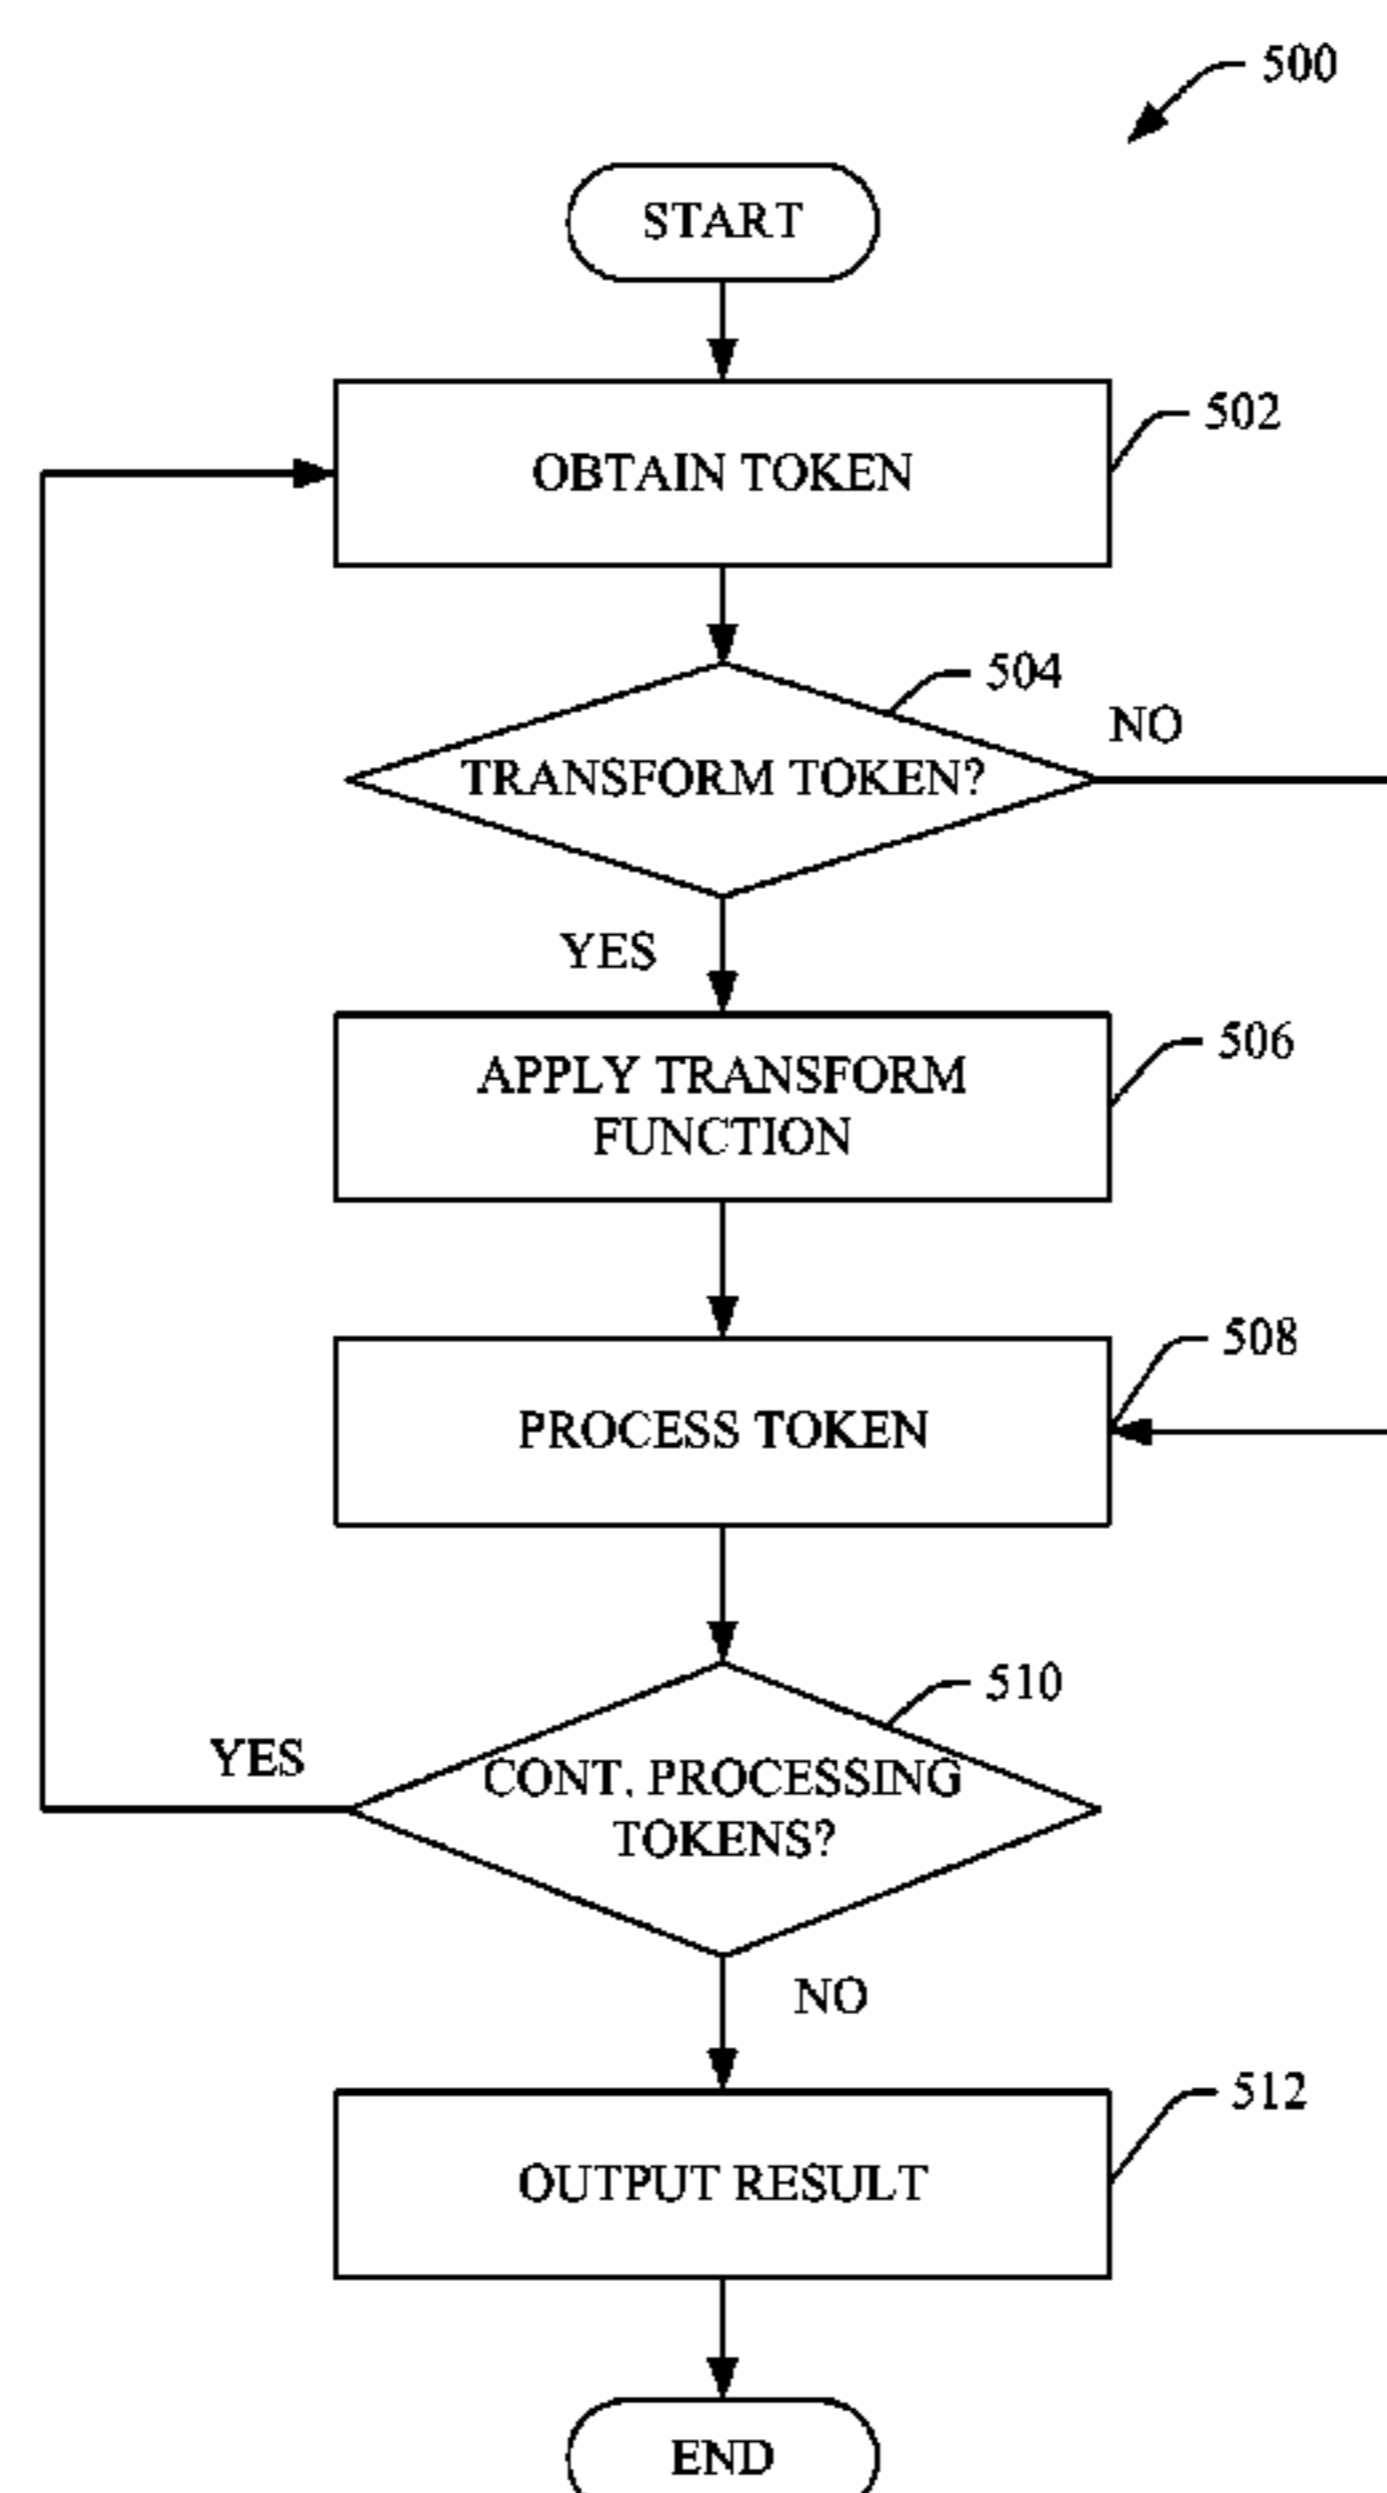 500
START
OBTAIN TOKEN
502
504
NO
TRANSFORM TOKEN?
YES
APPLY TRANSFORM
FUNCTION
506
508
PROCESS TOKEN
510
YES
CONT. PROCESSING
TOKENS?
NO
512
OUTPUT RESULT
END